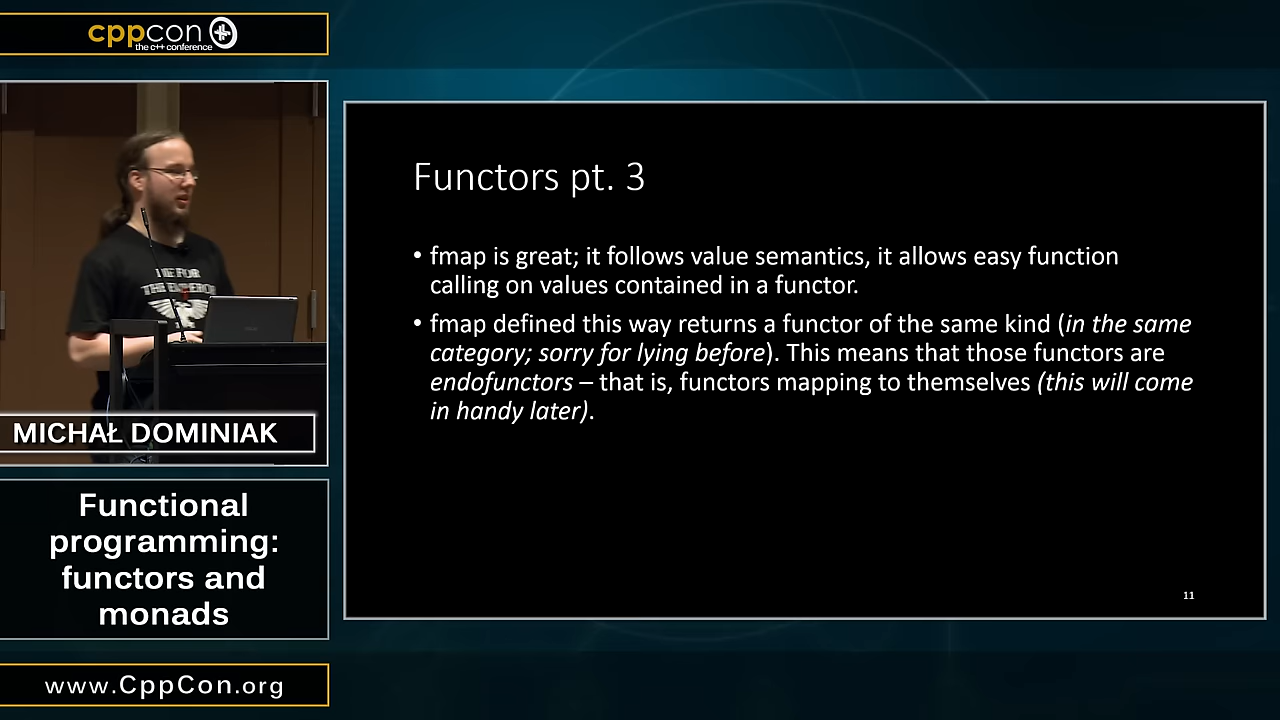 cppcon
the c++ conference
Functors pt. 3
• fmap is great; it follows value semantics, it allows easy function
calling on values contained in a functor.
• fmap defined this way returns a functor of the same kind (in the same
category; sorry for lying before). This means that those functors are
endofunctors – that is, functors mapping to themselves (this will come
in handy later).
11
THE EMPEROR
MICHAŁ DOMINIAK
Functional
programming:
functors and
monads
www.CppCon.org